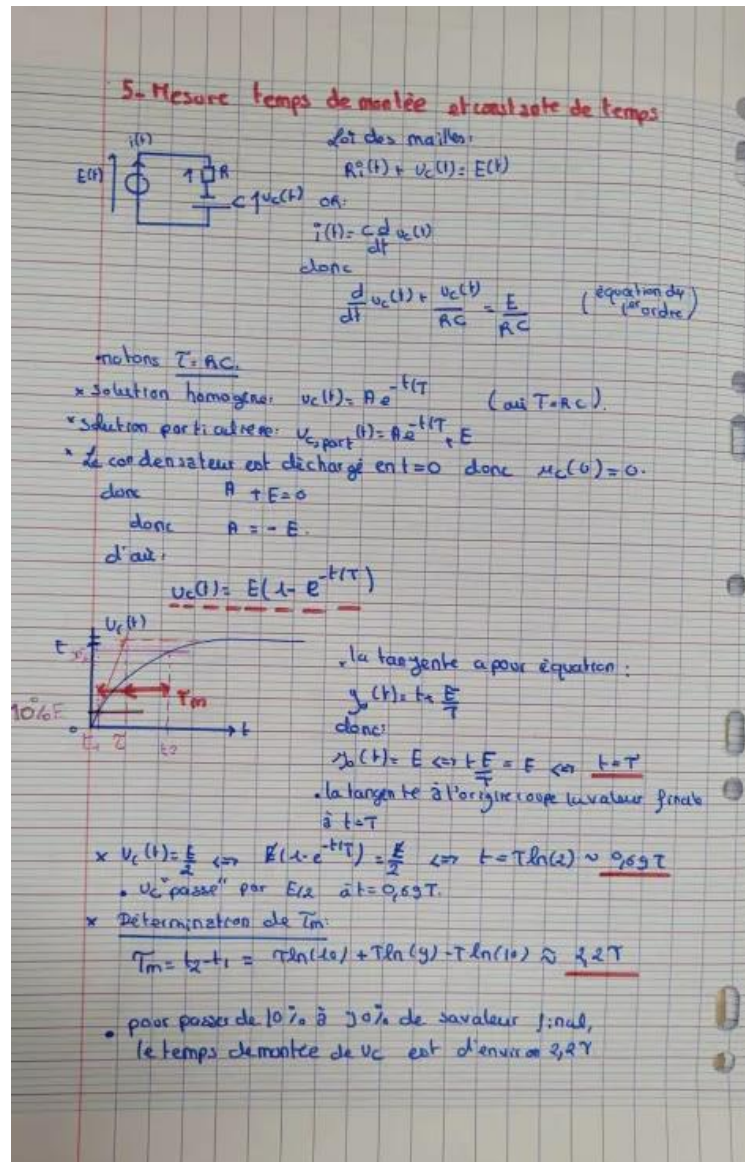 5- Mesure temps de montée et constante de temps
i(t)
E(t)
R
C
uc(t)
Loi des mailles:
Ri(t) + uc(t) = E(t)
OR:
i(t) = C d/dt uc(t)
donc
d/dt uc(t) + uc(t)/RC = E/RC (équation du 1er ordre)
notons τ = RC.
* solution homogène: uc(t) = A e^-t/τ (où τ = RC).
* solution particulière: uc,part(t) = A e^-t/τ + E
* Le condensateur est déchargé en t=0 donc uc(0) = 0.
donc A + E = 0
donc A = - E.
d'où:
uc(t) = E(1 - e^-t/τ)
Uc(t)
E
Tm
10%E
0
t1 τ t2
t
. la tangente a pour équation:
y0(t) = t × E/τ
donc:
y0(t) = E <=> t E/τ = E <=> t = τ
. la tangente à l'origine coupe la valeur finale
à t = τ
* Uc(t) = E/2 <=> E(1 - e^-t/τ) = E/2 <=> t = τ ln(2) ~ 0,69 τ
. Uc "passe" par E/2 à t = 0,69 τ.
* Détermination de Tm:
Tm = t2 - t1 = τ ln(10) + τ ln(9) - τ ln(10) ≈ 2,2 τ
. pour passer de 10% à 90% de sa valeur final,
le temps de montée de Uc est d'environ 2,2 τ